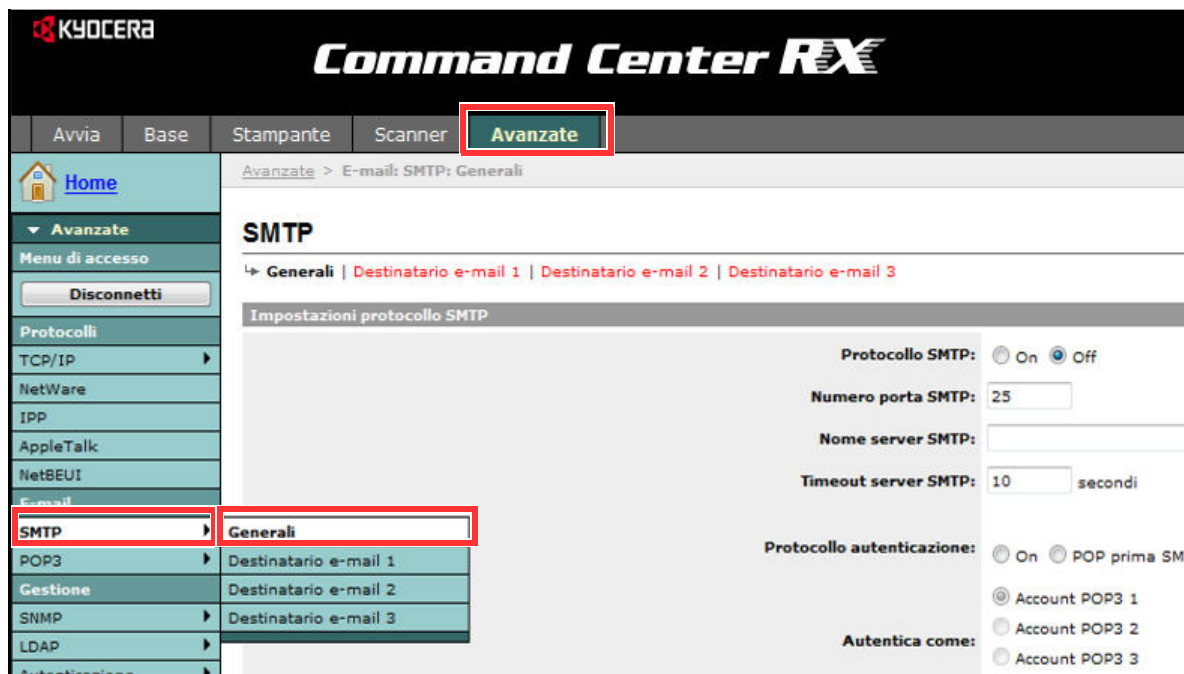 KYOCERA
Command Center RX
Avvia Base Stampante Scanner Avanzate
Home
Avanzate > E-mail: SMTP: Generali
Avanzate
Menu di accesso
Disconnetti
Protocolli
TCP/IP
NetWare
IPP
AppleTalk
NetBEUI
E-mail
SMTP
POP3
Gestione
SNMP
LDAP
Autenticazione
Generali
Destinatario e-mail 1
Destinatario e-mail 2
Destinatario e-mail 3
SMTP
Generali | Destinatario e-mail 1 | Destinatario e-mail 2 | Destinatario e-mail 3
Impostazioni protocollo SMTP
Protocollo SMTP: On Off
Numero porta SMTP: 25
Nome server SMTP:
Timeout server SMTP: 10 secondi
Protocollo autenticazione: On POP prima SM
Autentica come: Account POP3 1
Account POP3 2
Account POP3 3